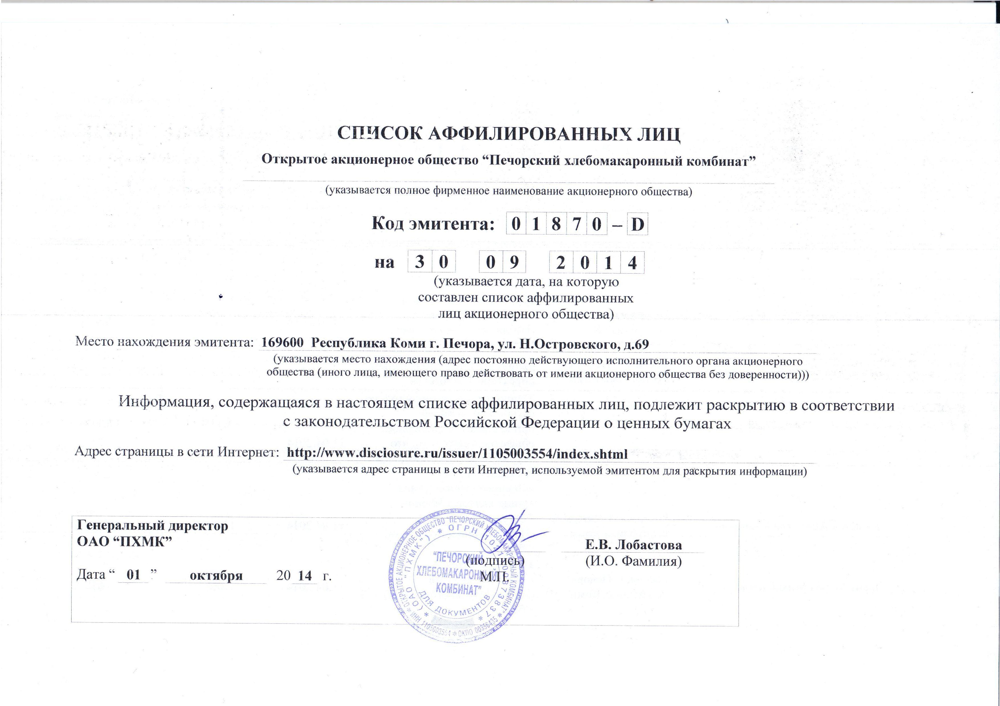 СПИСОК АФФИЛИРОВАННЫХ ЛИЦ
Открытое акционерное общество “Печорский хлебомакаронный комбинат”
(указывается полное фирменное наименование акционерного общества)
Код эмитента: 0 1 8 7 0 – D
на 3 0 0 9 2 0 1 4
(указывается дата, на которую
составлен список аффилированных
лиц акционерного общества)
Место нахождения эмитента: 169600 Республика Коми г. Печора, ул. Н.Островского, д.69
(указывается место нахождения (адрес постоянно действующего исполнительного органа акционерного
общества (иного лица, имеющего право действовать от имени акционерного общества без доверенности)))
Информация, содержащаяся в настоящем списке аффилированных лиц, подлежит раскрытию в соответствии
с законодательством Российской Федерации о ценных бумагах
Адрес страницы в сети Интернет: http://www.disclosure.ru/issuer/1105003554/index.shtml
(указывается адрес страницы в сети Интернет, используемой эмитентом для раскрытия информации)
Генеральный директор
ОАО “ПХМК”
Е.В. Лобастова
(подпись)
(И.О. Фамилия)
Дата “ 01 ” октября 20 14 г.
М.П.
ОТКРЫТОЕ АКЦИОНЕРНОЕ ОБЩЕСТВО "ПЕЧОРСКИЙ ХЛЕБОМАКАРОННЫЙ КОМБИНАТ"
* ИНН 1105003554 * ОКПО 00356435 *
* (ОАО "ПХМК") * ОГРН
"ПЕЧОРСКИЙ
ХЛЕБОМАКАРОННЫЙ
КОМБИНАТ"
ДЛЯ ДОКУМЕНТОВ